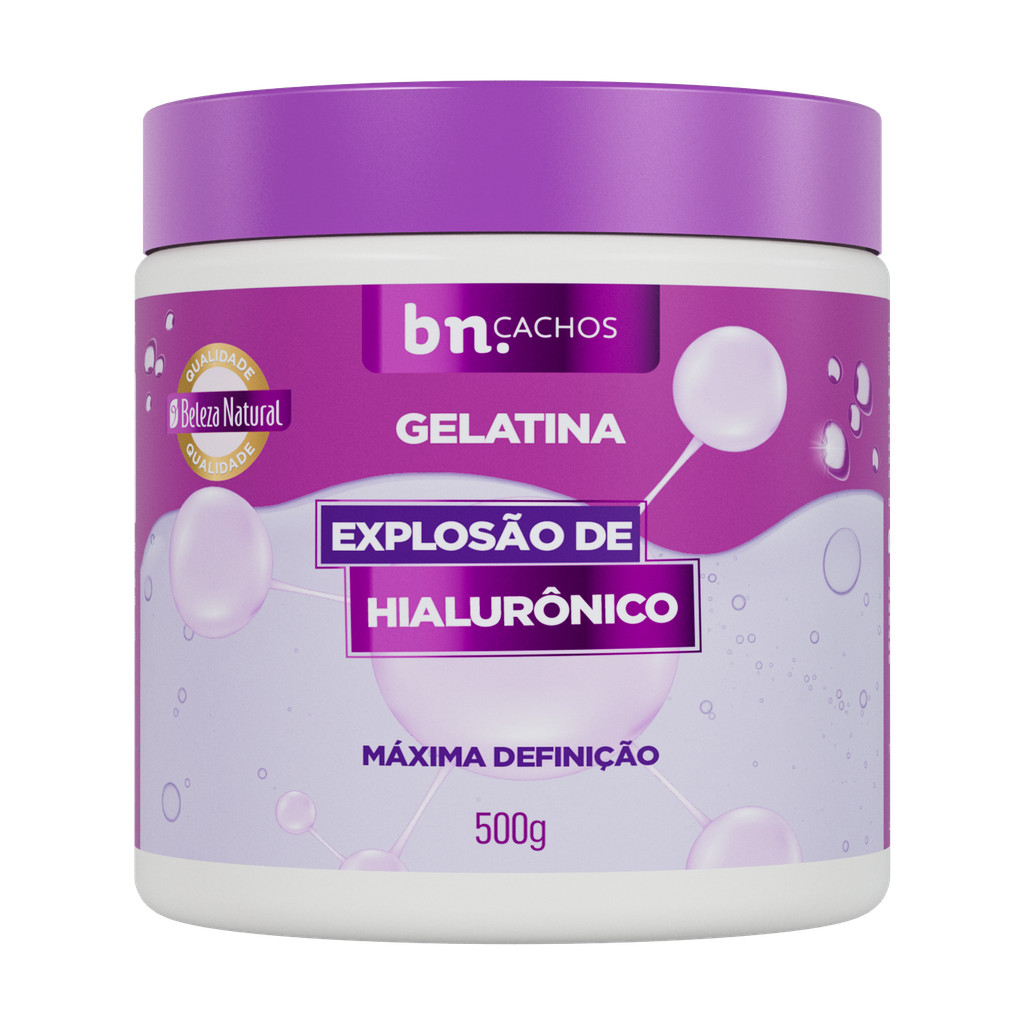 bn. CACHOS
GELATINA
QUALIDADE
Beleza Natural
QUALIDADE
EXPLOSÃO DE
HIALURÔNICO
MÁXIMA DEFINIÇÃO
500g